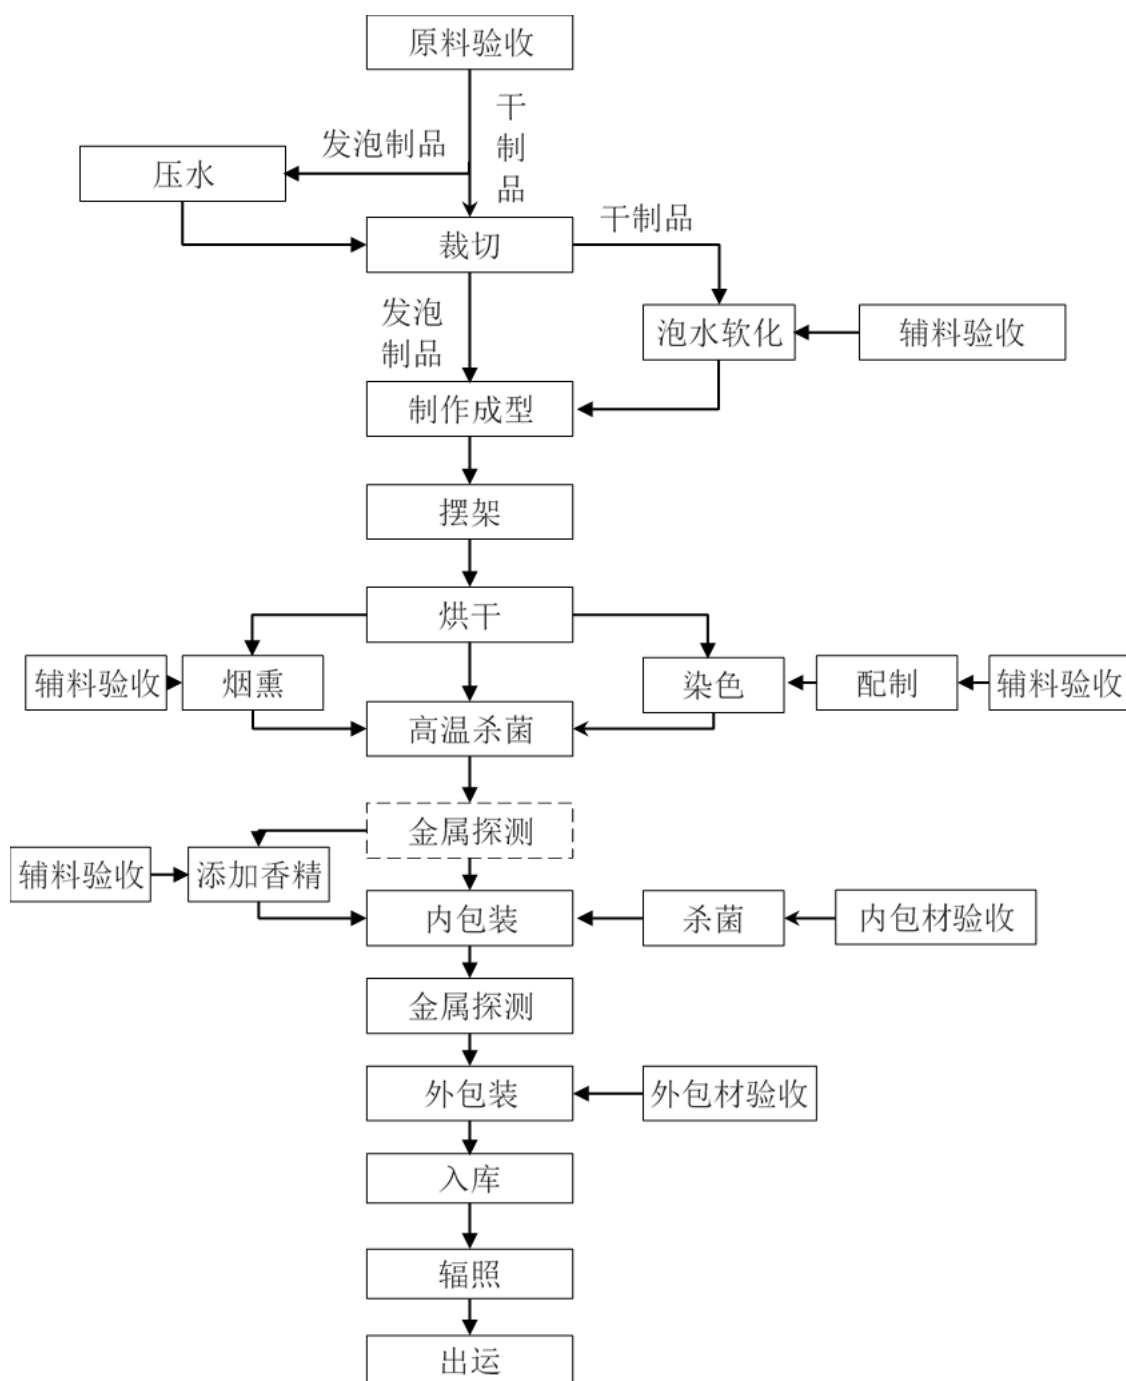 原料验收
干
制
品
发泡制品
压水
干制品
裁切
发泡
制品
泡水软化
辅料验收
制作成型
摆架
烘干
辅料验收
烟熏
染色
配制
辅料验收
高温杀菌
金属探测
辅料验收
添加香精
内包装
杀菌
内包材验收
金属探测
外包装
外包材验收
入库
辐照
出运